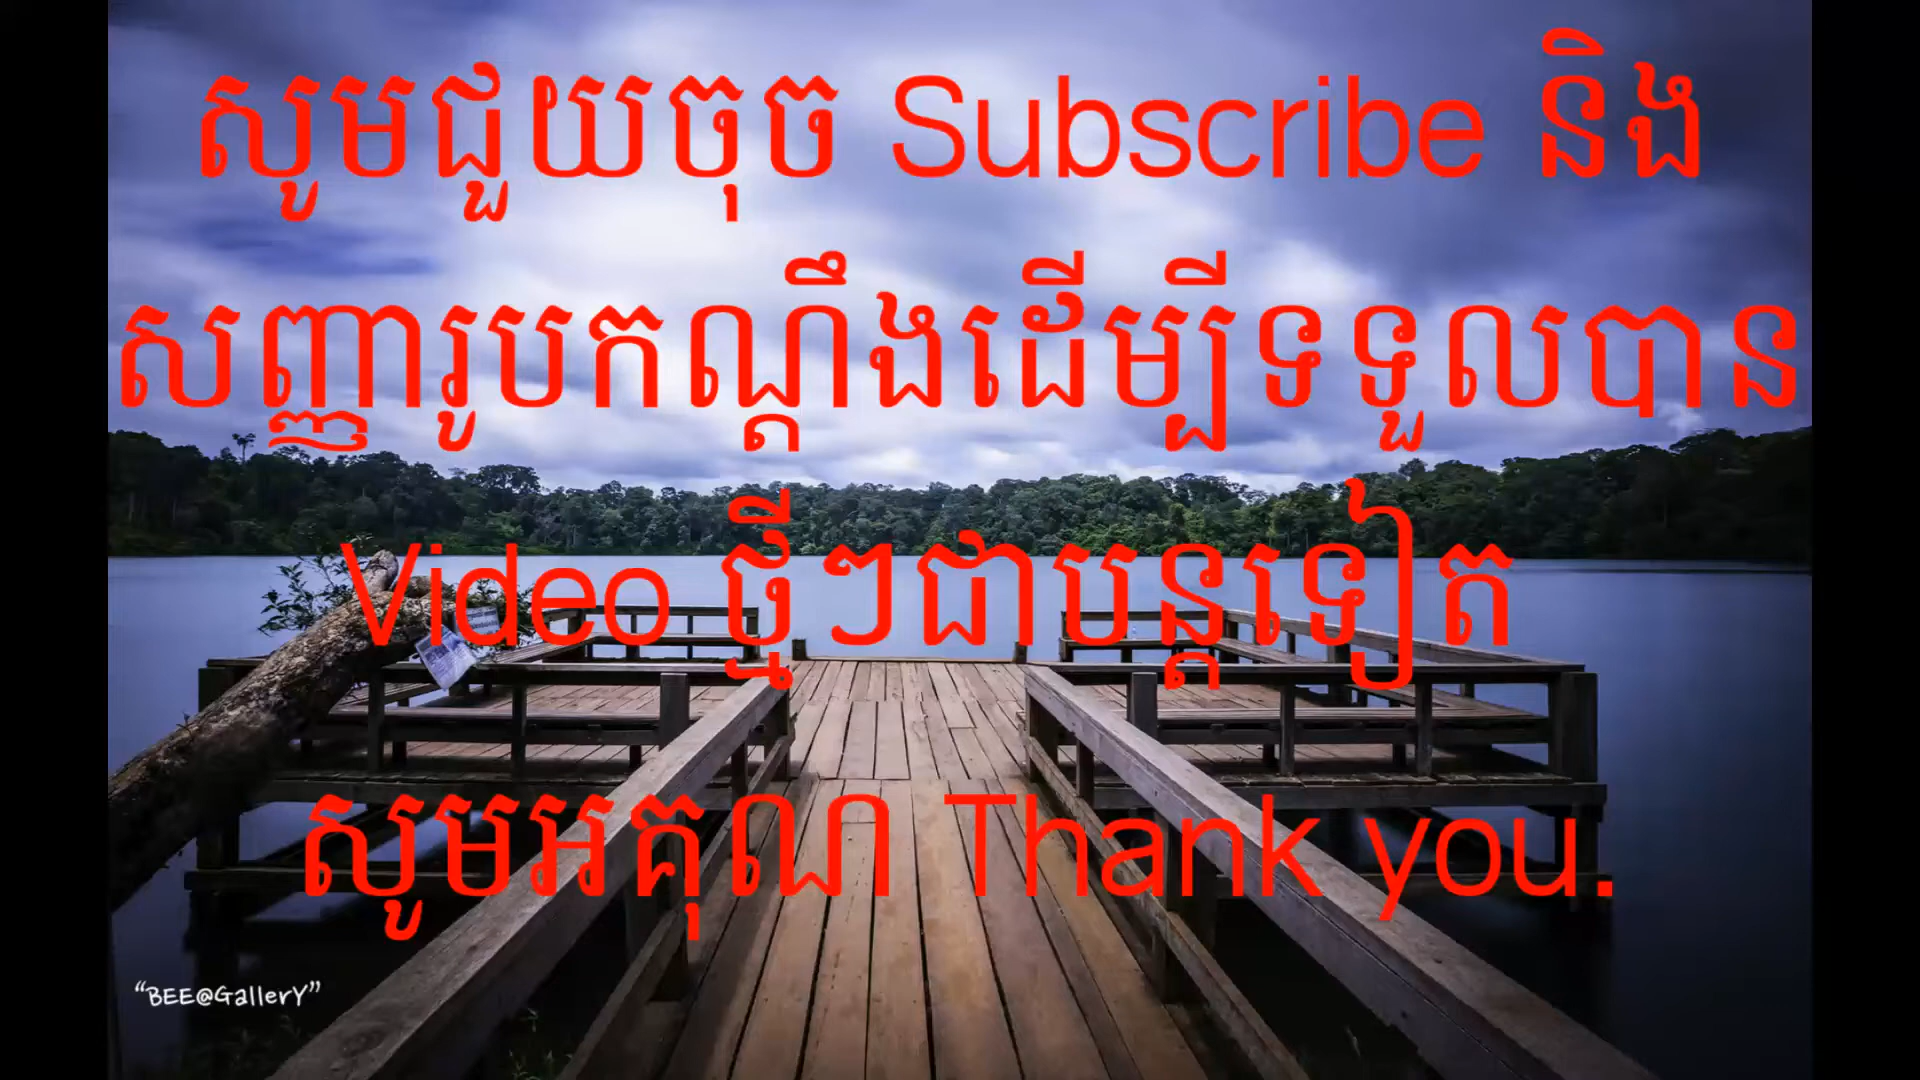 សូមជួយចុច Subscribe និង
សញ្ញារូបកណ្ដឹងដើម្បីទទួលបាន
Video ថ្មីៗជាបន្តទៀត
សូមអរគុណ Thank you.
“BEE@GallerY”